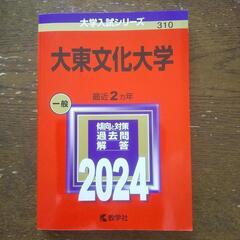 大学入試シリーズ
310
大東文化大学
一般
最近2カ年
傾向と対策
過去問
解答
2024
教学社